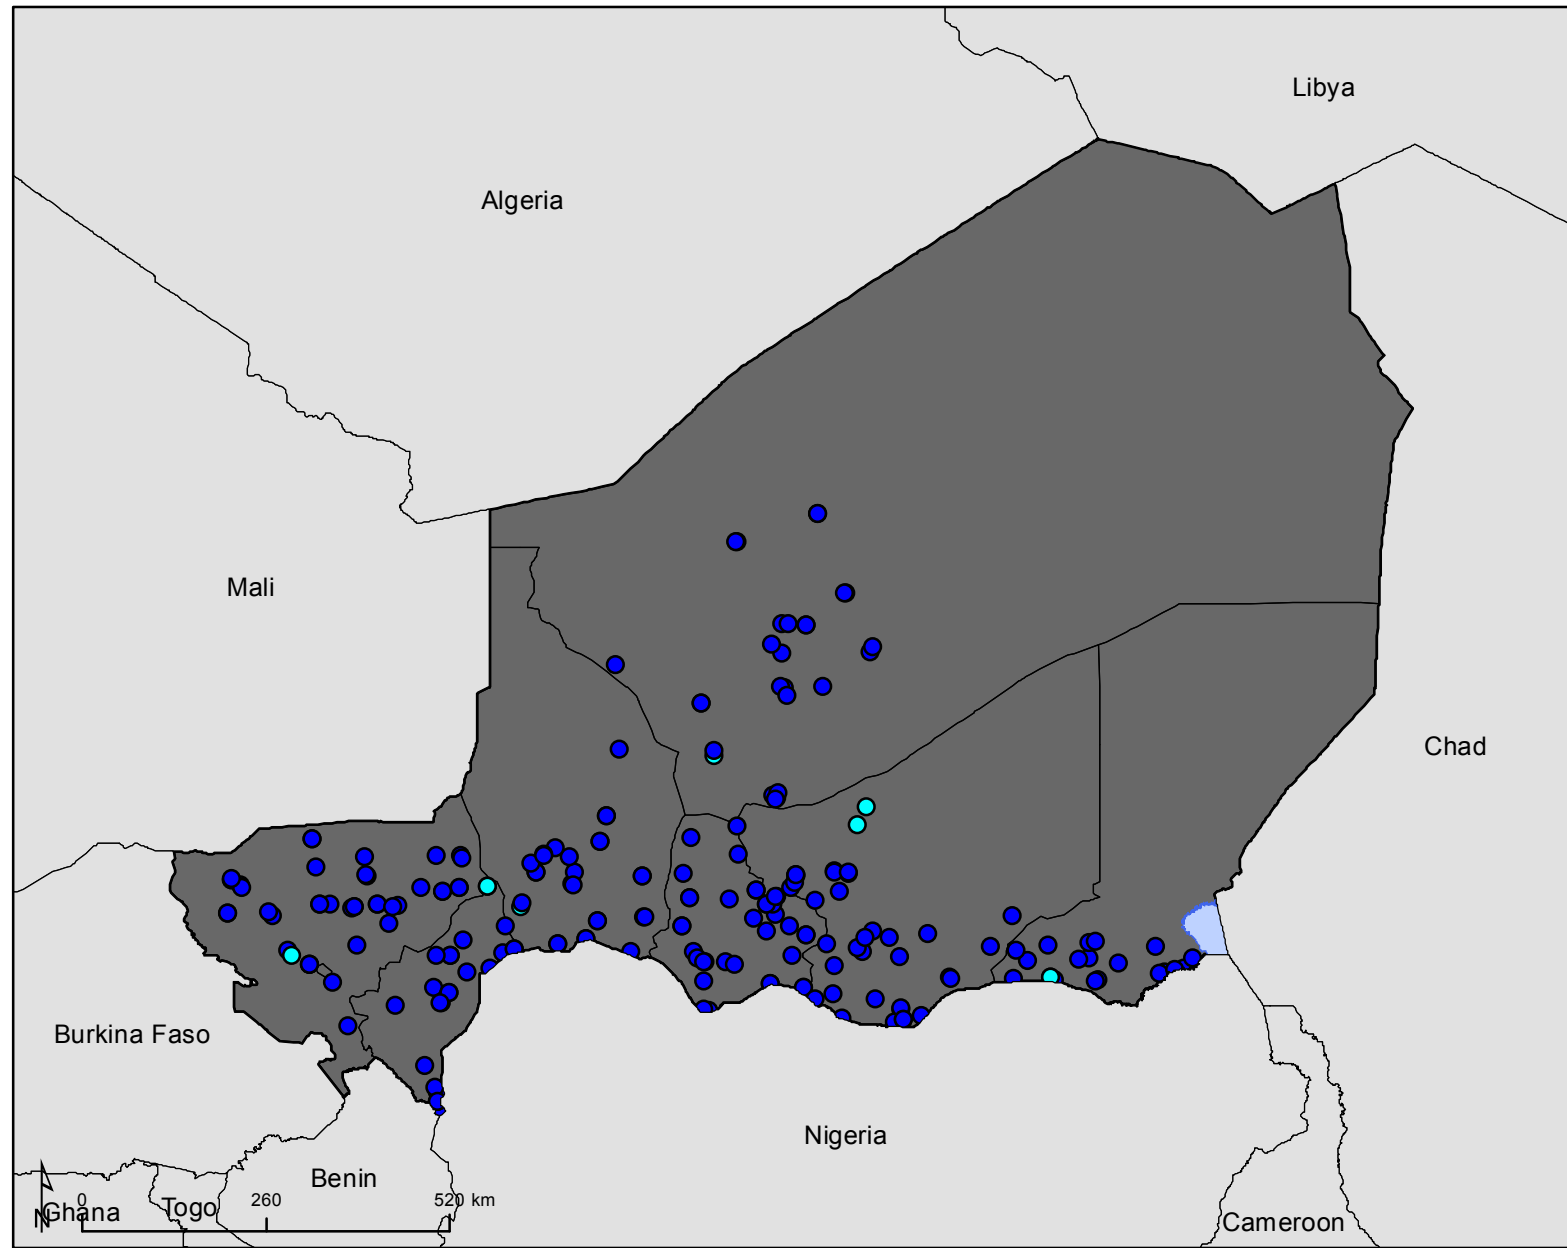 Libya
Algeria
Mali
Chad
Burkina Faso
Nigeria
Benin
0 260 520 km
N
Ghana Togo
Cameroon